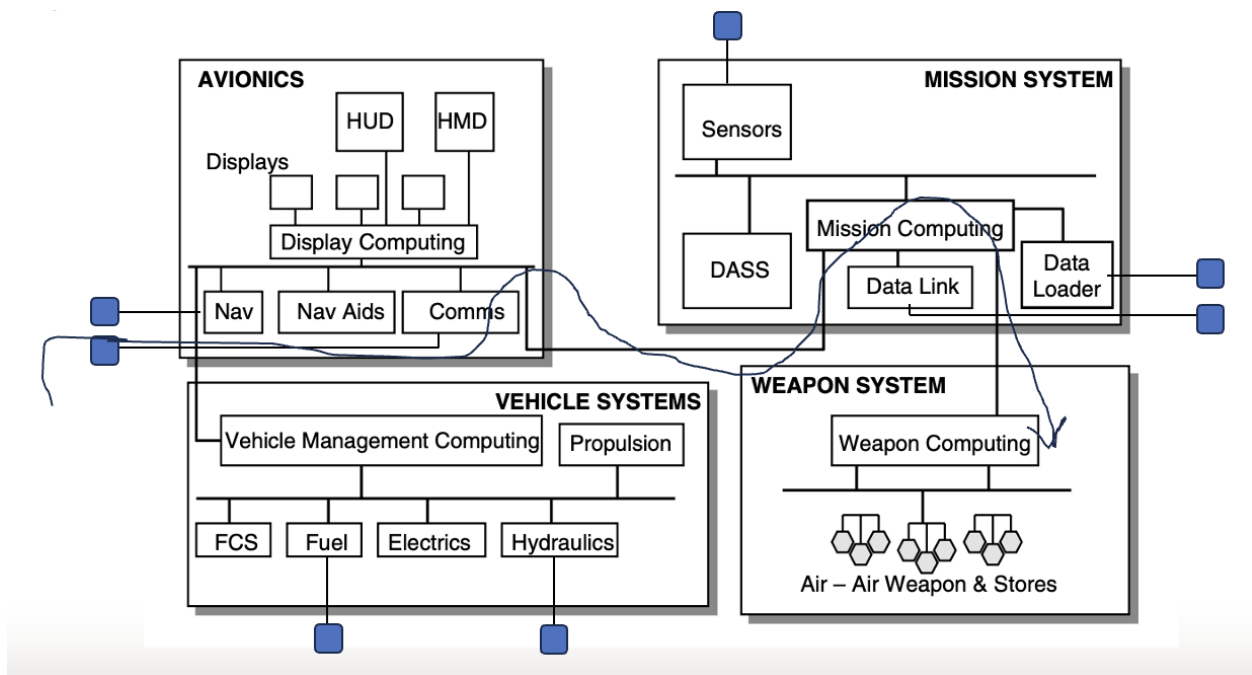 AVIONICS
HUD
HMD
Displays
Display Computing
Nav
Nav Aids
Comms
MISSION SYSTEM
Sensors
Mission Computing
DASS
Data Link
Data
Loader
VEHICLE SYSTEMS
Vehicle Management Computing
Propulsion
FCS
Fuel
Electrics
Hydraulics
WEAPON SYSTEM
Weapon Computing
Air – Air Weapon & Stores